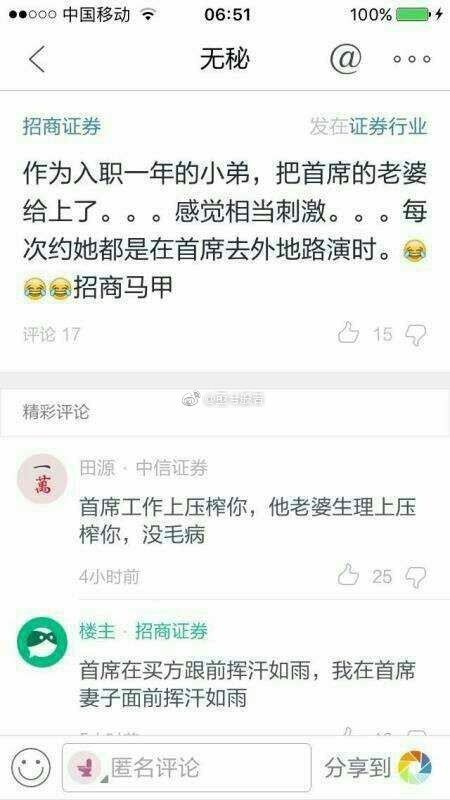 中国移动 06:51 100%
无秘 @
招商证券 发在证券行业
作为入职一年的小弟，把首席的老婆
给上了。。。感觉相当刺激。。。每
次约她都是在首席去外地路演时。😂
😂😂招商马甲
评论 17 15
精彩评论
一萬
田源 · 中信证券
首席工作上压榨你，他老婆生理上压
榨你，没毛病
4小时前 25
楼主 · 招商证券
首席在买方跟前挥汗如雨，我在首席
妻子面前挥汗如雨
匿名评论 分享到